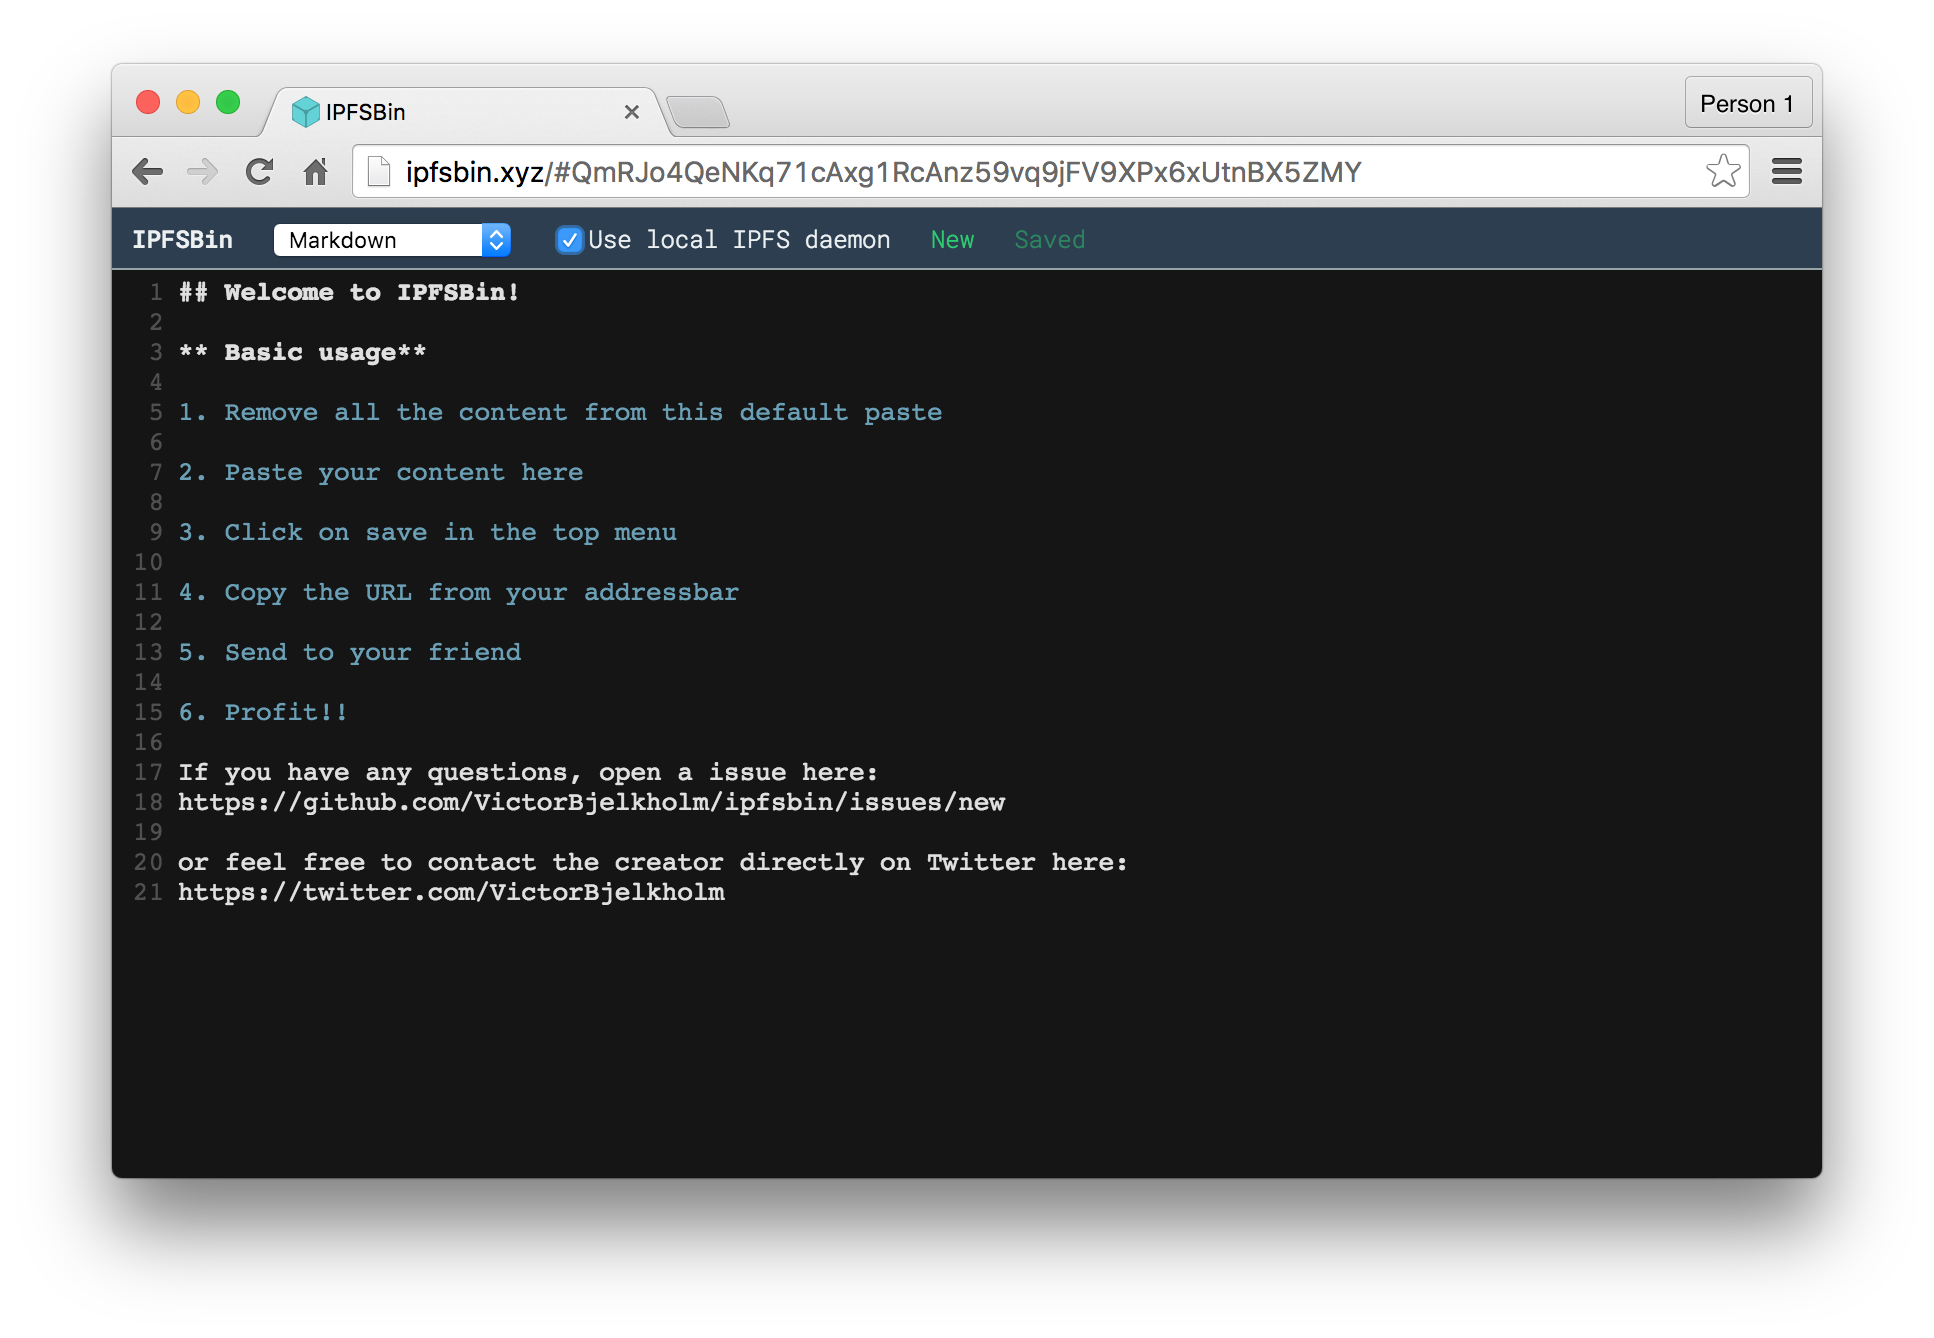 IPFSBin
Person 1
ipfsbin.xyz/#QmRJo4QeNKq71cAxg1RcAnz59vq9jFV9XPx6xUtnBX5ZMY
IPFSBin Markdown Use local IPFS daemon New Saved
1 ## Welcome to IPFSBin!
2
3 ** Basic usage**
4
5 1. Remove all the content from this default paste
6
7 2. Paste your content here
8
9 3. Click on save in the top menu
10
11 4. Copy the URL from your addressbar
12
13 5. Send to your friend
14
15 6. Profit!!
16
17 If you have any questions, open a issue here:
18 https://github.com/VictorBjelkholm/ipfsbin/issues/new
19
20 or feel free to contact the creator directly on Twitter here:
21 https://twitter.com/VictorBjelkholm